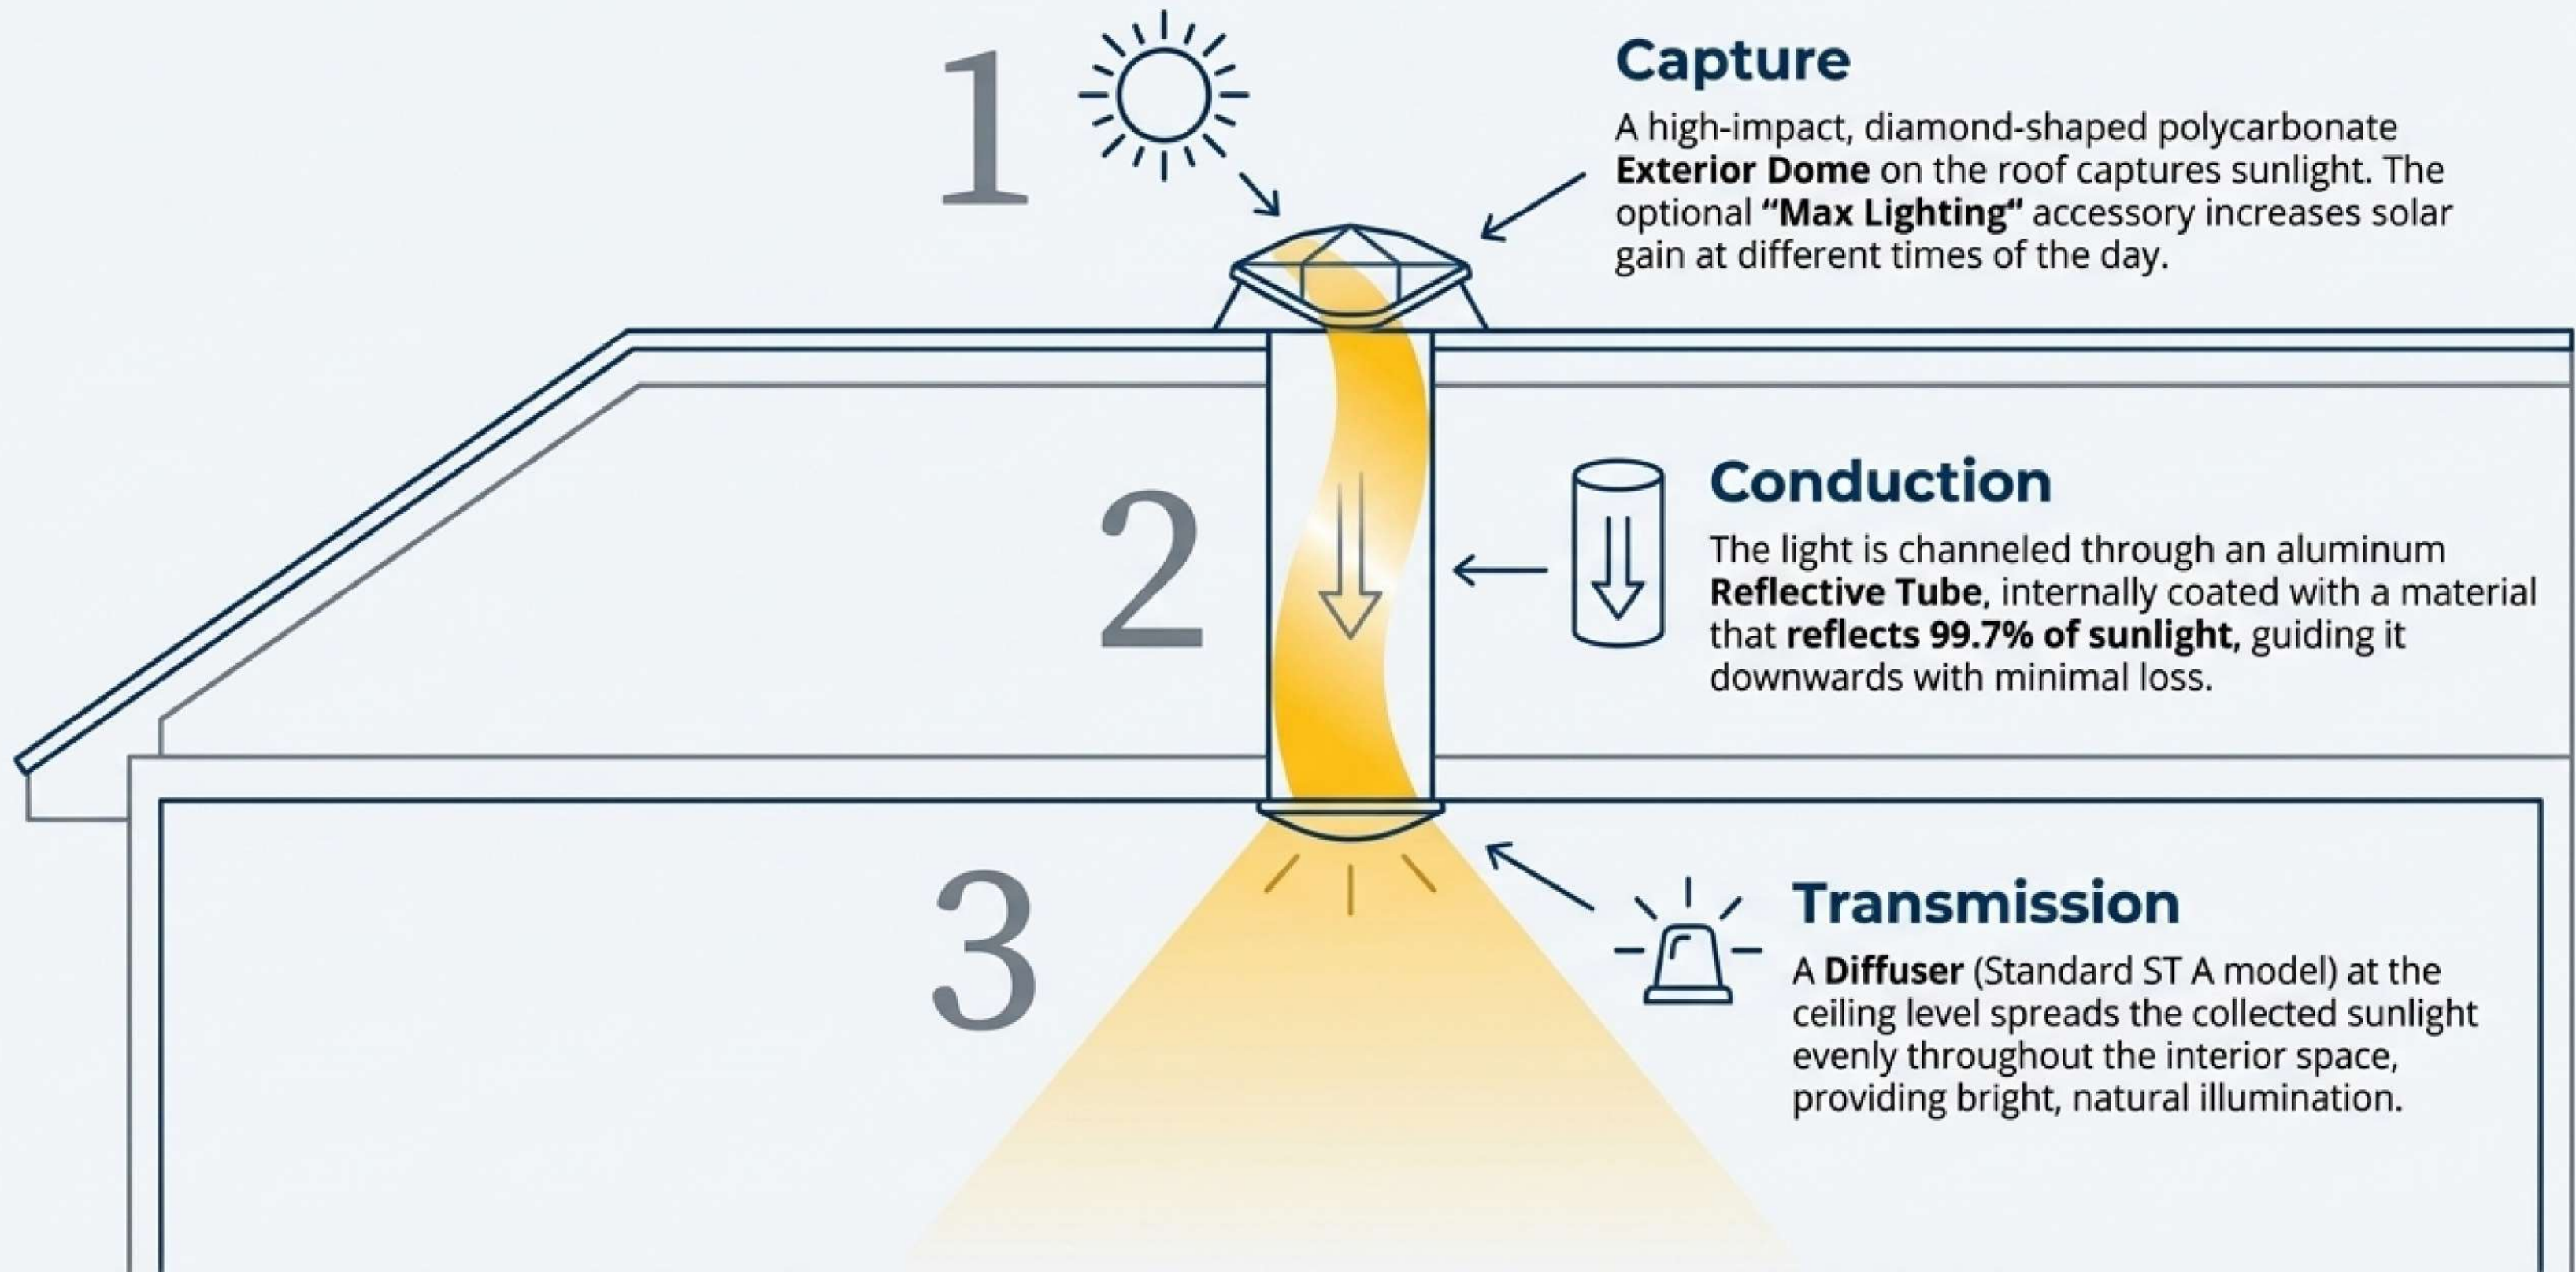 1
Capture
A high-impact, diamond-shaped polycarbonate
Exterior Dome on the roof captures sunlight. The
optional “Max Lighting“ accessory increases solar
gain at different times of the day.
2
Conduction
The light is channeled through an aluminum
Reflective Tube, internally coated with a material
that reflects 99.7% of sunlight, guiding it
downwards with minimal loss.
3
Transmission
A Diffuser (Standard ST A model) at the
ceiling level spreads the collected sunlight
evenly throughout the interior space,
providing bright, natural illumination.